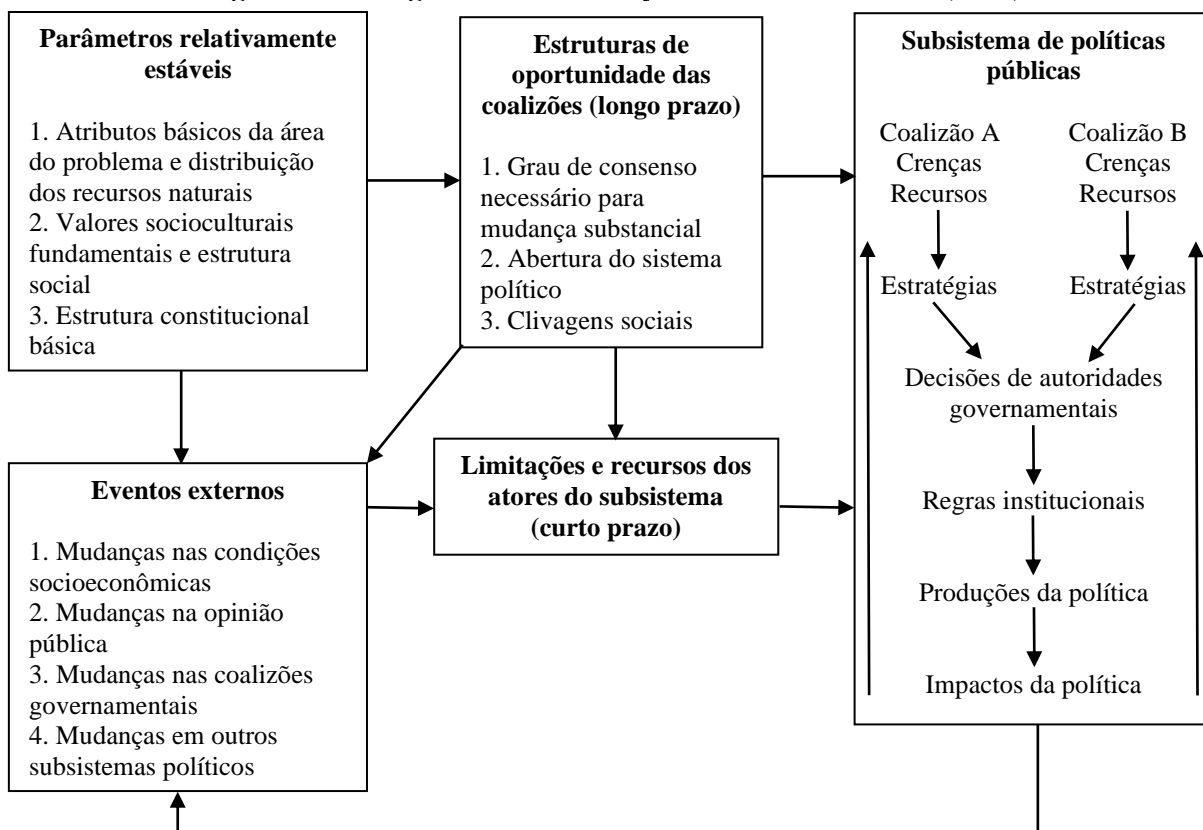 Parâmetros relativamente
estáveis
1. Atributos básicos da área
do problema e distribuição
dos recursos naturais
2. Valores socioculturais
fundamentais e estrutura
social
3. Estrutura constitucional
básica
Estruturas de
oportunidade das
coalizões (longo prazo)
1. Grau de consenso
necessário para
mudança substancial
2. Abertura do sistema
político
3. Clivagens sociais
Subsistema de políticas
públicas
Coalizão A
Crenças
Recursos
Coalizão B
Crenças
Recursos
Estratégias
Estratégias
Decisões de autoridades
governamentais
Regras institucionais
Produções da política
Impactos da política
Eventos externos
1. Mudanças nas condições
socioeconômicas
2. Mudanças na opinião
pública
3. Mudanças nas coalizões
governamentais
4. Mudanças em outros
subsistemas políticos
Limitações e recursos dos
atores do subsistema
(curto prazo)